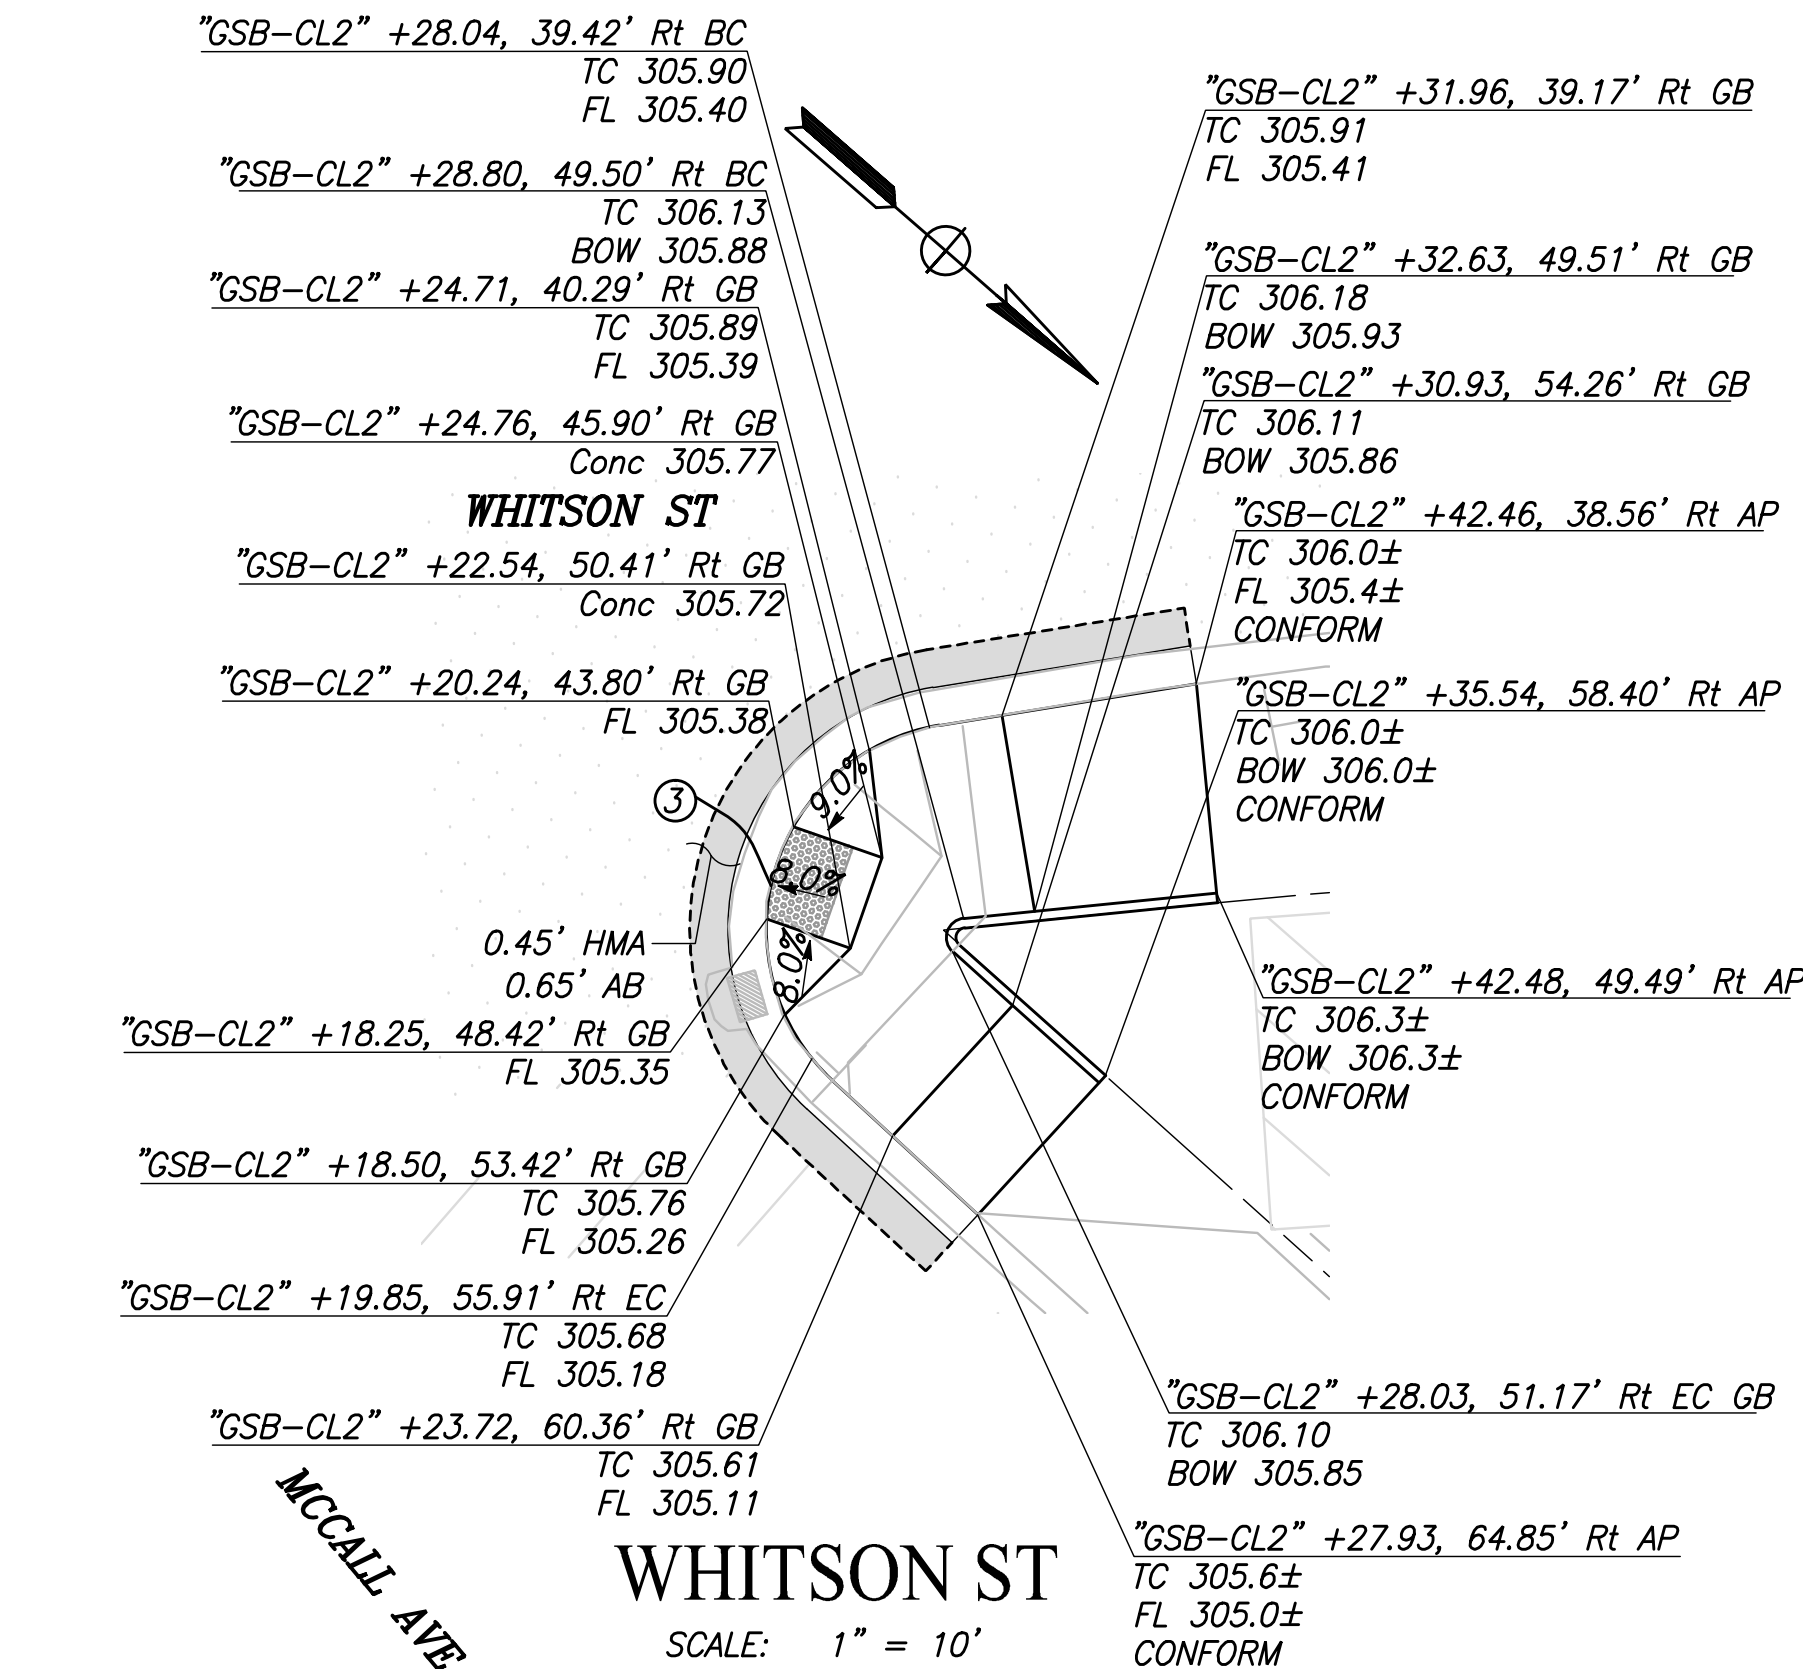 "GSB-CL2" +28.04, 39.42' Rt BC
TC 305.90
FL 305.40
"GSB-CL2" +28.80, 49.50' Rt BC
TC 306.13
BOW 305.88
"GSB-CL2" +24.71, 40.29' Rt GB
TC 305.89
FL 305.39
"GSB-CL2" +24.76, 45.90' Rt GB
Conc 305.77
WHITSON ST
"GSB-CL2" +22.54, 50.41' Rt GB
Conc 305.72
"GSB-CL2" +20.24, 43.80' Rt GB
FL 305.38
3
9.0%
8.0%
8.0%
0.45' HMA
0.65' AB
"GSB-CL2" +18.25, 48.42' Rt GB
FL 305.35
"GSB-CL2" +18.50, 53.42' Rt GB
TC 305.76
FL 305.26
"GSB-CL2" +19.85, 55.91' Rt EC
TC 305.68
FL 305.18
"GSB-CL2" +23.72, 60.36' Rt GB
TC 305.61
FL 305.11
MCCALL AVE
"GSB-CL2" +31.96, 39.17' Rt GB
TC 305.91
FL 305.41
"GSB-CL2" +32.63, 49.51' Rt GB
TC 306.18
BOW 305.93
"GSB-CL2" +30.93, 54.26' Rt GB
TC 306.11
BOW 305.86
"GSB-CL2" +42.46, 38.56' Rt AP
TC 306.0±
FL 305.4±
CONFORM
"GSB-CL2" +35.54, 58.40' Rt AP
TC 306.0±
BOW 306.0±
CONFORM
"GSB-CL2" +42.48, 49.49' Rt AP
TC 306.3±
BOW 306.3±
CONFORM
"GSB-CL2" +28.03, 51.17' Rt EC GB
TC 306.10
BOW 305.85
"GSB-CL2" +27.93, 64.85' Rt AP
TC 305.6±
FL 305.0±
CONFORM
WHITSON ST
SCALE: 1" = 10'